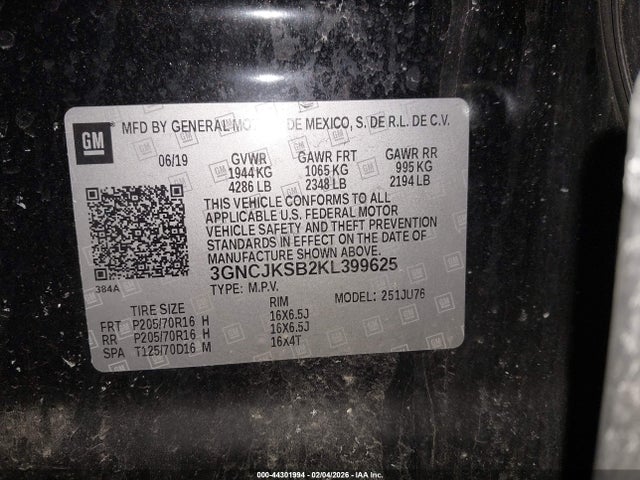 GM
MFD BY GENERAL MO DE MEXICO, S. DE R.L. DE C.V.
06/19 GVWR GAWR FRT GAWR RR
1944 KG 1065 KG 995 KG
4286 LB 2348 LB 2194 LB
THIS VEHICLE CONFORMS TO ALL
APPLICABLE U.S. FEDERAL MOTOR
VEHICLE SAFETY AND THEFT PREVENTION
STANDARDS IN EFFECT ON THE DATE OF
MANUFACTURE SHOWN ABOVE.
3GNCJKSB2KL399625
384A
TYPE: M.P.V. MODEL: 251JU76
TIRE SIZE RIM
FRT P205/70R16 H 16X6.5J
RR P205/70R16 H 16X6.5J
SPA T125/70D16 M 16x4T
000-44301994 - 02/04/2026 - IAA Inc.